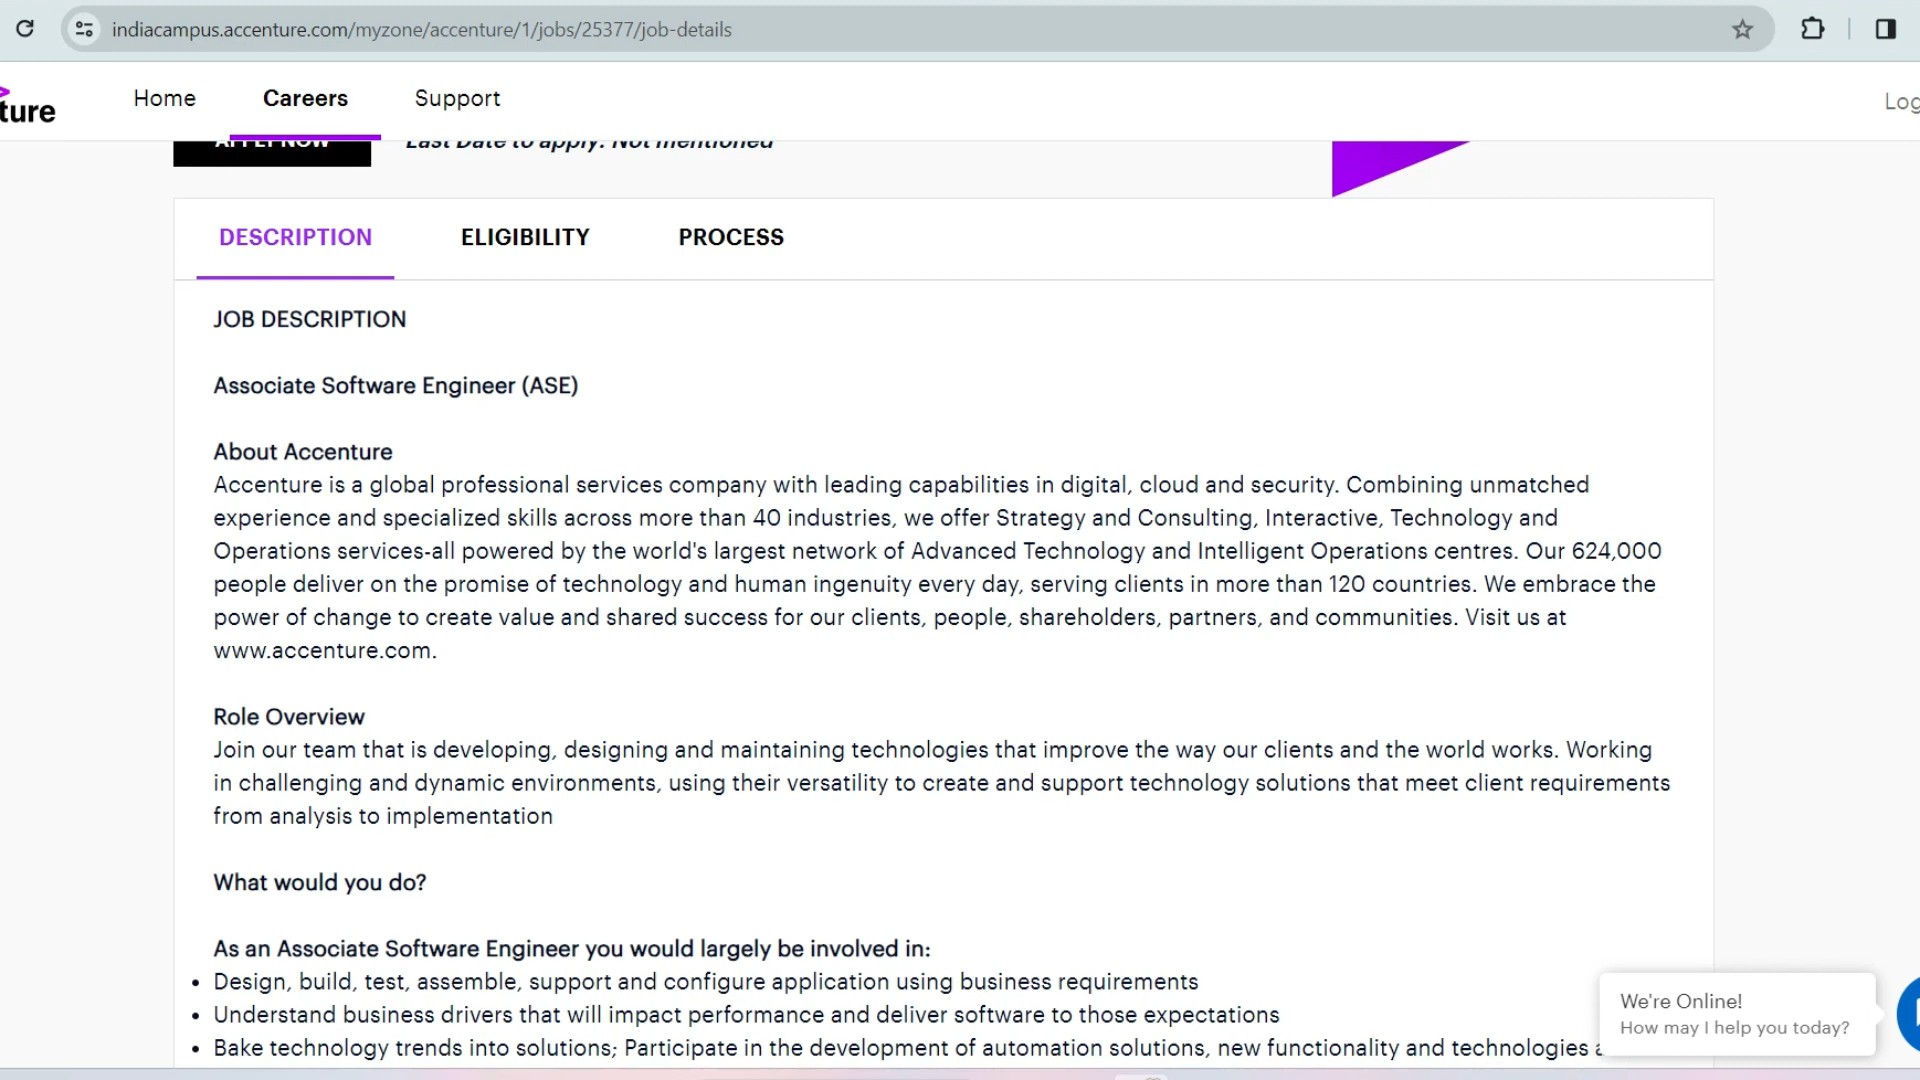 indiacampus.accenture.com/myzone/accenture/1/jobs/25377/job-details
Home Careers Support
APPLY NOW Last Date to apply: Not mentioned
DESCRIPTION ELIGIBILITY PROCESS
JOB DESCRIPTION
Associate Software Engineer (ASE)
About Accenture
Accenture is a global professional services company with leading capabilities in digital, cloud and security. Combining unmatched
experience and specialized skills across more than 40 industries, we offer Strategy and Consulting, Interactive, Technology and
Operations services-all powered by the world's largest network of Advanced Technology and Intelligent Operations centres. Our 624,000
people deliver on the promise of technology and human ingenuity every day, serving clients in more than 120 countries. We embrace the
power of change to create value and shared success for our clients, people, shareholders, partners, and communities. Visit us at
www.accenture.com.
Role Overview
Join our team that is developing, designing and maintaining technologies that improve the way our clients and the world works. Working
in challenging and dynamic environments, using their versatility to create and support technology solutions that meet client requirements
from analysis to implementation
What would you do?
As an Associate Software Engineer you would largely be involved in:
• Design, build, test, assemble, support and configure application using business requirements
• Understand business drivers that will impact performance and deliver software to those expectations
• Bake technology trends into solutions; Participate in the development of automation solutions, new functionality and technologies
We're Online!
How may I help you today?